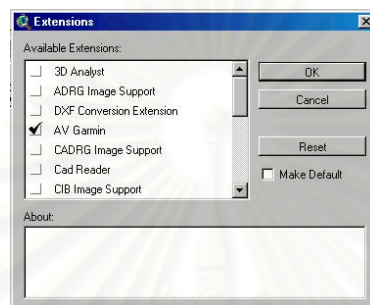 Extensions
Available Extensions:
3D Analyst
ADRG Image Support
DXF Conversion Extension
AV Garmin
CADRG Image Support
Cad Reader
CIB Image Support
OK
Cancel
Reset
Make Default
About: